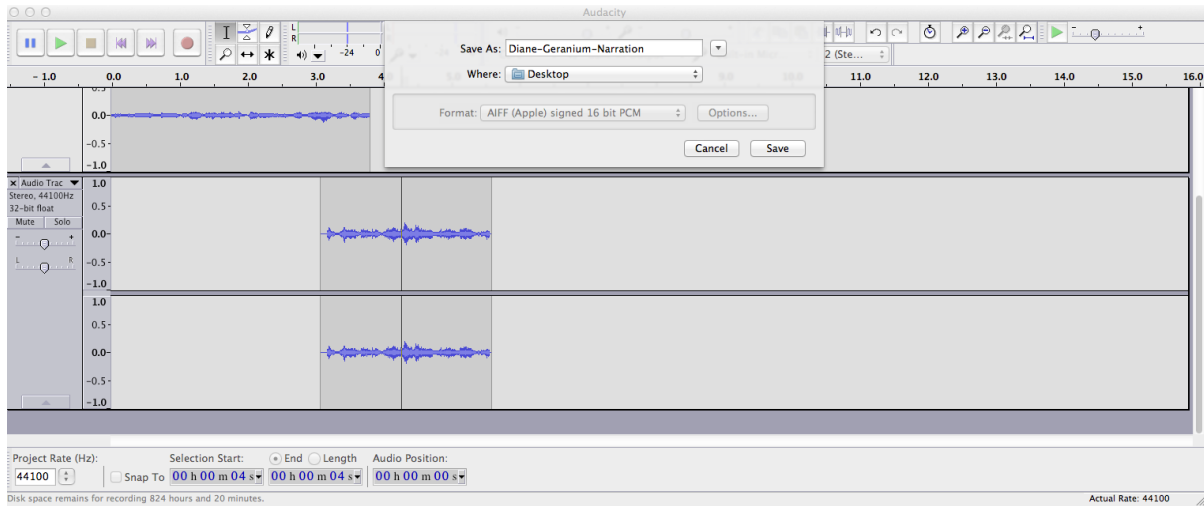 Audacity
L
R
-24 0
Save As: Diane-Geranium-Narration
Where: Desktop
Format: AIFF (Apple) signed 16 bit PCM Options...
Cancel Save
2 (Ste...
- 1.0 0.0 1.0 2.0 3.0 4 11.0 12.0 13.0 14.0 15.0 16.0
0.0
-0.5
-1.0
Audio Trac
Stereo, 44100Hz
32-bit float
Mute Solo
- +
L R
1.0
0.5
0.0
-0.5
-1.0
1.0
0.5
0.0
-0.5
-1.0
Project Rate (Hz): Selection Start: End Length Audio Position:
44100 Snap To 00 h 00 m 04 s 00 h 00 m 04 s 00 h 00 m 00 s
Disk space remains for recording 824 hours and 20 minutes. Actual Rate: 44100